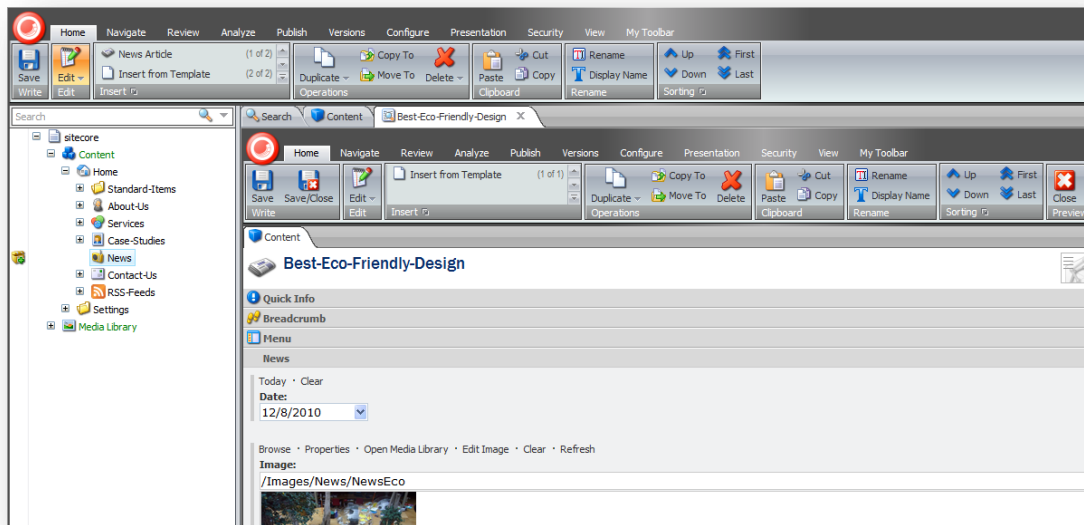 Home Navigate Review Analyze Publish Versions Configure Presentation Security View My Toolbar
News Article (1 of 2) Copy To Cut Rename Up First
Save Edit Insert from Template (2 of 2) Duplicate Move To Delete Paste Copy Display Name Down Last
Write Edit Insert Operations Clipboard Rename Sorting
Search
sitecore
Content
Home
Standard-Items
About-Us
Services
Case-Studies
News
Contact-Us
RSS-Feeds
Settings
Media Library
Search Content Best-Eco-Friendly-Design X
Home Navigate Review Analyze Publish Versions Configure Presentation Security View My Toolbar
Insert from Template (1 of 1) Copy To Cut Rename Up First
Save Save/Close Edit Duplicate Move To Delete Paste Copy Display Name Down Last Close
Write Edit Insert Operations Clipboard Rename Sorting Preview
Content
Best-Eco-Friendly-Design
Quick Info
Breadcrumb
Menu
News
Today · Clear
Date:
12/8/2010
Browse · Properties · Open Media Library · Edit Image · Clear · Refresh
Image:
/Images/News/NewsEco